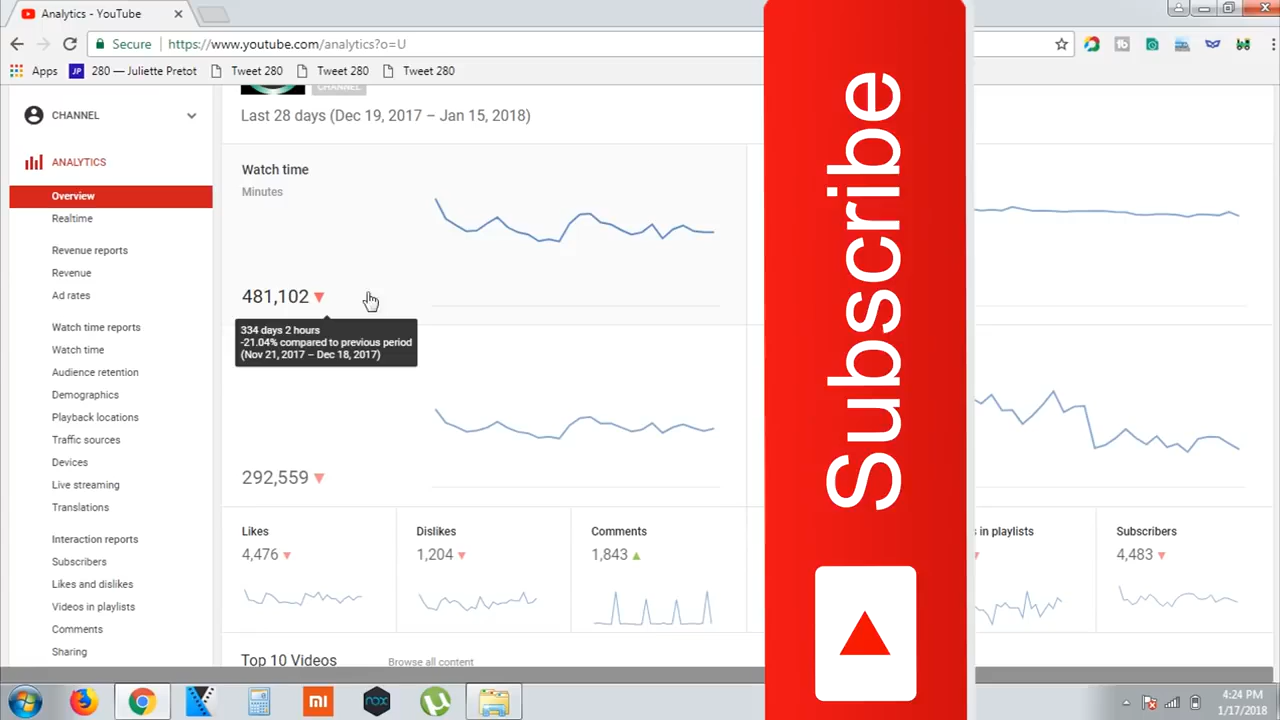 Analytics - YouTube
Secure
https://www.youtube.com/analytics?o=U
Apps
JP
280 — Juliette Pretot
Tweet 280
Tweet 280
Tweet 280
CHANNEL
CHANNEL
Last 28 days (Dec 19, 2017 – Jan 15, 2018)
ANALYTICS
Overview
Realtime
Revenue reports
Revenue
Ad rates
Watch time reports
Watch time
Audience retention
Demographics
Playback locations
Traffic sources
Devices
Live streaming
Translations
Interaction reports
Subscribers
Likes and dislikes
Videos in playlists
Comments
Sharing
Watch time
Minutes
481,102
334 days 2 hours
-21.04% compared to previous period
(Nov 21, 2017 – Dec 18, 2017)
292,559
Likes
4,476
Dislikes
1,204
Comments
1,843
in playlists
Subscribers
4,483
Top 10 Videos
Browse all content
Subscribe
mi
nox
4:24 PM
1/17/2018